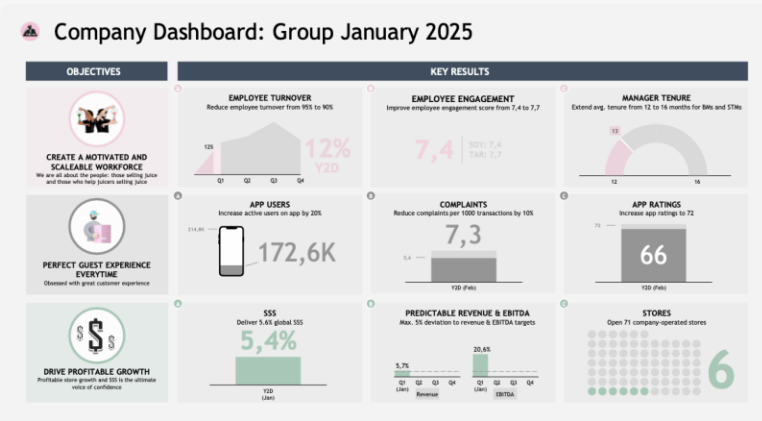 Company Dashboard: Group January 2025
OBJECTIVES
KEY RESULTS
CREATE A MOTIVATED AND
SCALEABLE WORKFORCE
We are all about the people: those selling juice
and those who help juicers selling juice
EMPLOYEE TURNOVER
Reduce employee turnover from 95% to 90%
12%
Q1 Q2 Q3 Q4
12%
Y2D
EMPLOYEE ENGAGEMENT
Improve employee engagement score from 7,4 to 7,7
7,4
SOY: 7,4
TAR: 7,7
MANAGER TENURE
Extend avg. tenure from 12 to 16 months for BMs and STMs
13
12 16
PERFECT GUEST EXPERIENCE
EVERYTIME
Obsessed with great customer experience
A
APP USERS
Increase active users on app by 20%
172,6K
B
COMPLAINTS
Reduce complaints per 1000 transactions by 10%
7,3
Y2D (Feb)
C
APP RATINGS
Increase app ratings to 72
72
66
Y2D (Feb)
DRIVE PROFITABLE GROWTH
Profitable store growth and SSS is the ultimate
voice of confidence
SSS
Deliver 5.6% global SSS
5,4%
Y2D
(Jan)
PREDICTABLE REVENUE & EBITDA
Max. 5% deviation to revenue & EBITDA targets
5,7%
Q1 Q2 Q3 Q4
(Jan)
Revenue
20,6%
Q1 Q2 Q3 Q4
(Jan)
EBITDA
STORES
Open 71 company-operated stores
6